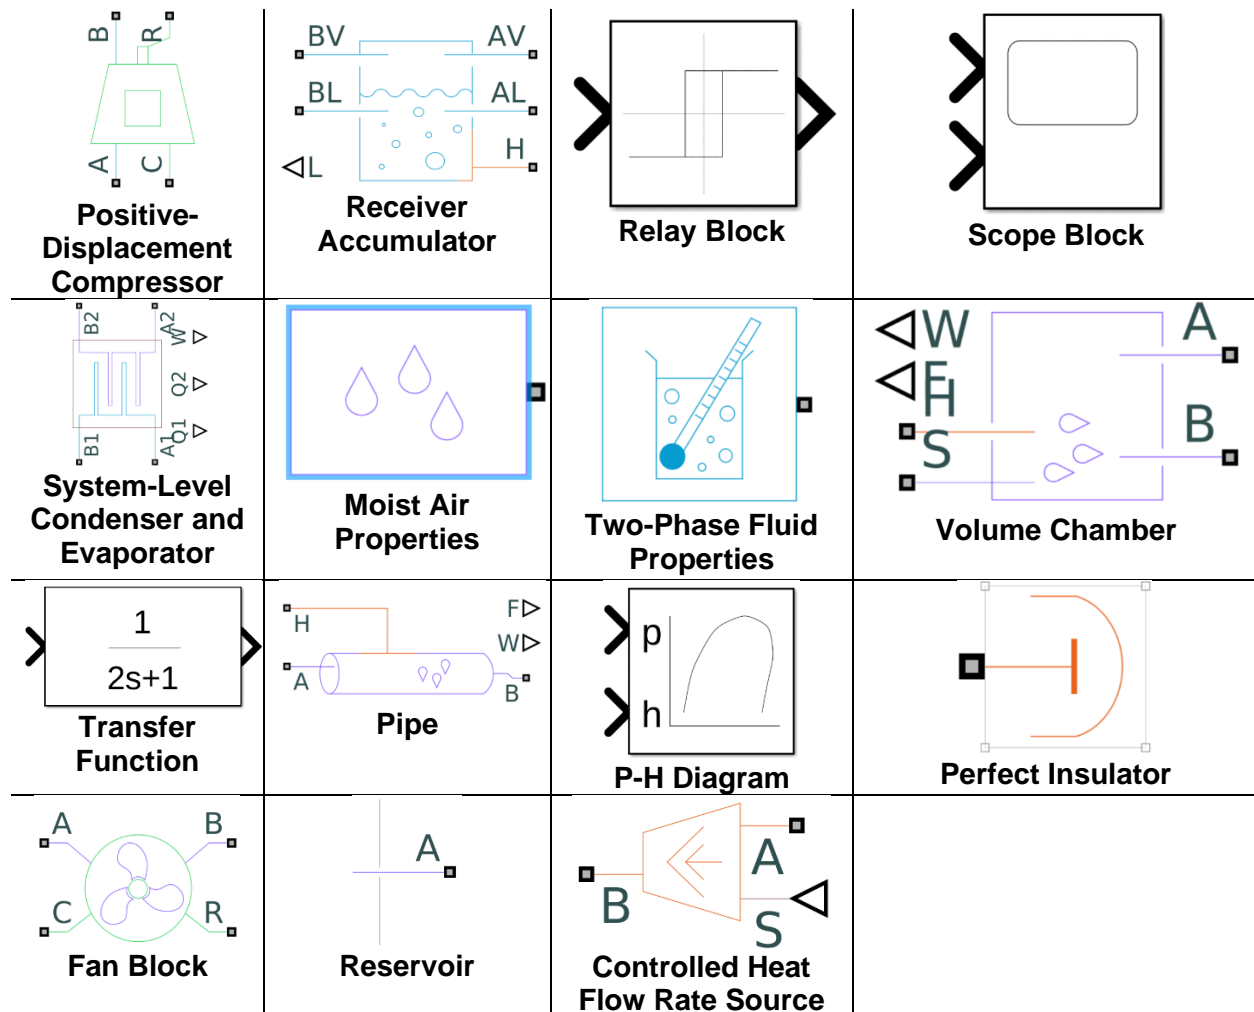 B R
A C
Positive-
Displacement
Compressor
BV AV
BL AL
L H
Receiver
Accumulator
Relay Block
Scope Block
B2 A2 W
Q2
B1 A1 Q1
System-Level
Condenser and
Evaporator
Moist Air
Properties
Two-Phase Fluid
Properties
W A
F
H
S B
Volume Chamber
1
2s+1
Transfer
Function
H F
W
A B
Pipe
p
h
P-H Diagram
Perfect Insulator
A B
C R
Fan Block
A
Reservoir
A
B S
Controlled Heat
Flow Rate Source